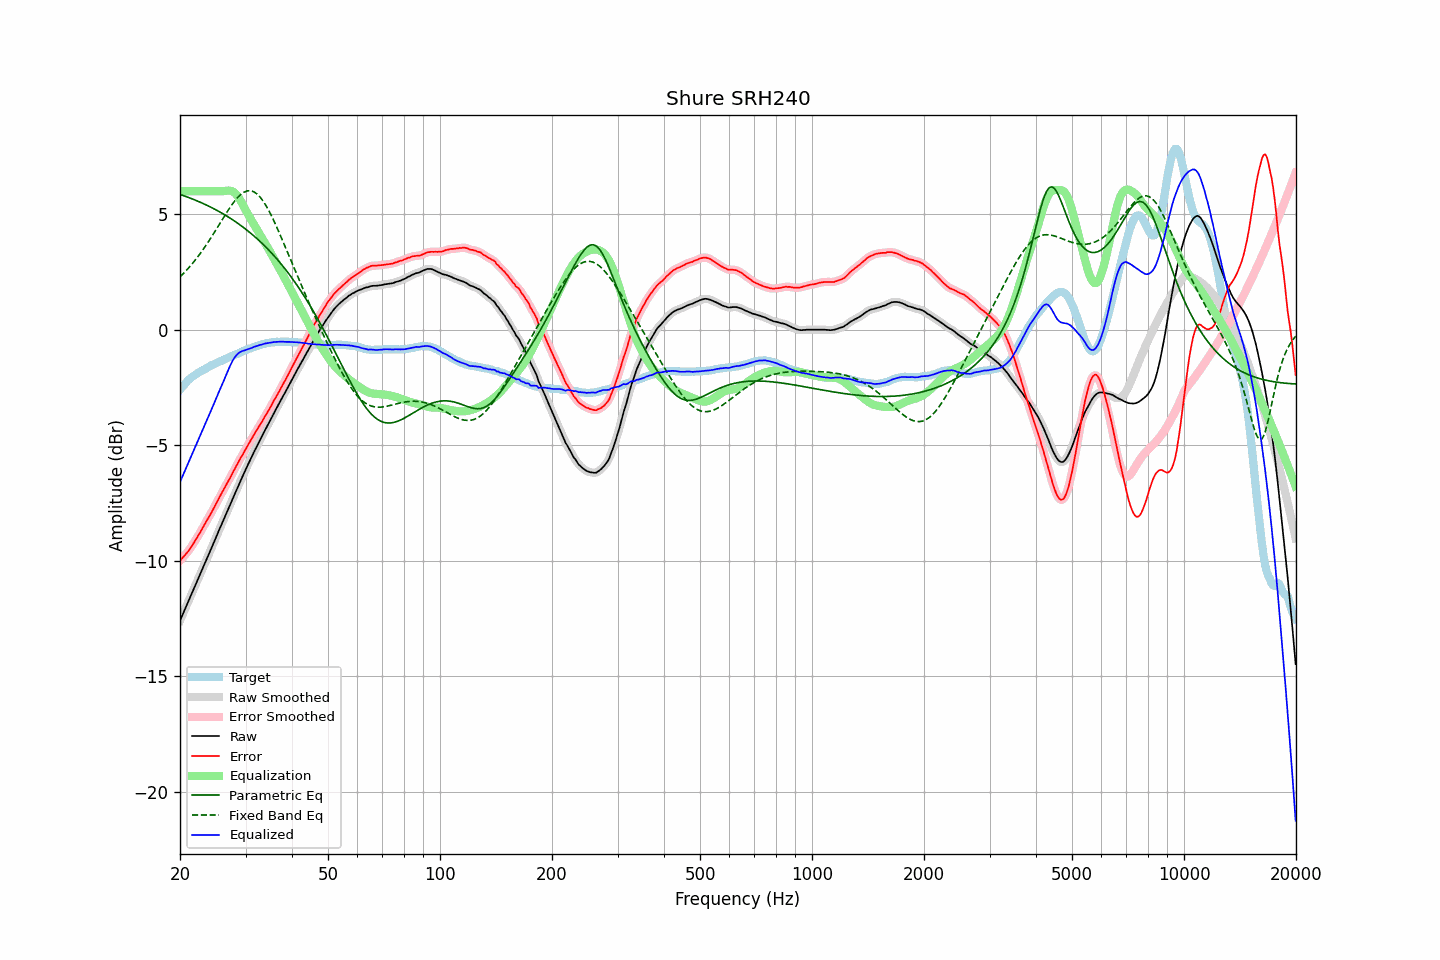 Shure SRH240
Amplitude (dBr)
5
0
−5
−10
−15
−20
Target
Raw Smoothed
Error Smoothed
Raw
Error
Equalization
Parametric Eq
Fixed Band Eq
Equalized
20 50 100 200 500 1000 2000 5000 10000 20000
Frequency (Hz)